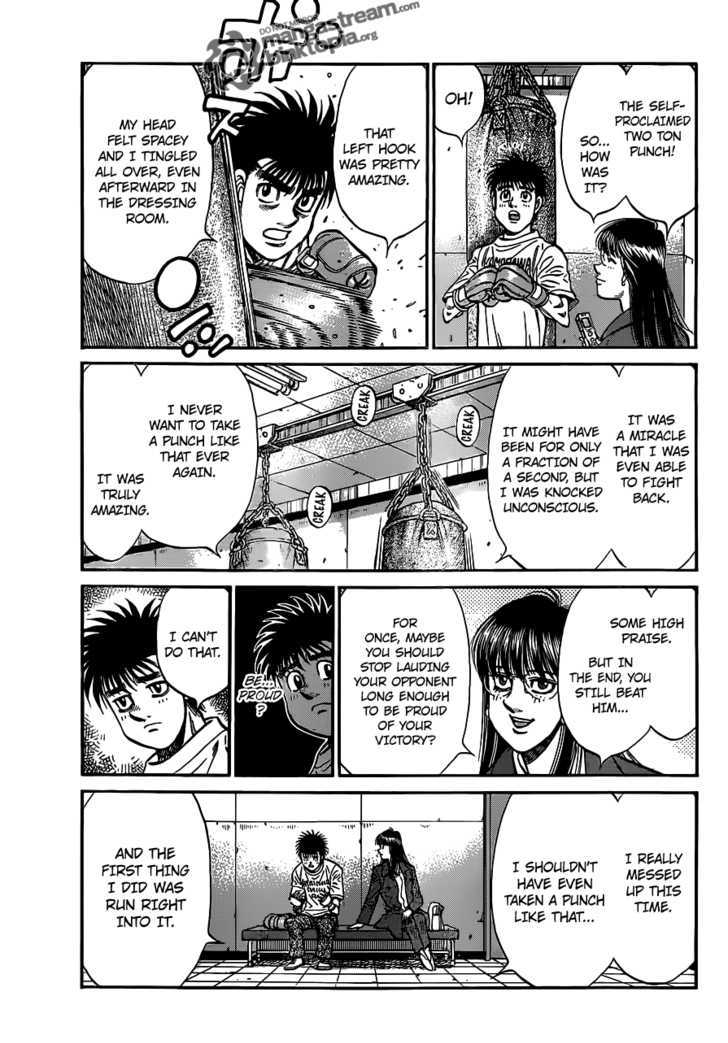 DO NOT MIRROR
mangastream.com
inktopia.org
THE SELF-
PROCLAIMED
TWO TON
PUNCH!
SO...
HOW
WAS
IT?
OH!
THAT
LEFT HOOK
WAS PRETTY
AMAZING.
MY HEAD
FELT SPACEY
AND I TINGLED
ALL OVER, EVEN
AFTERWARD IN
THE DRESSING
ROOM.
IT WAS
A MIRACLE
THAT I WAS
EVEN ABLE
TO FIGHT
BACK.
IT MIGHT HAVE
BEEN FOR ONLY
A FRACTION OF
A SECOND, BUT
I WAS KNOCKED
UNCONSCIOUS.
CREAK
CREAK
CREAK
I NEVER
WANT TO TAKE
A PUNCH LIKE
THAT EVER
AGAIN.
IT WAS
TRULY
AMAZING.
SOME HIGH
PRAISE.
BUT IN
THE END, YOU
STILL BEAT
HIM...
FOR
ONCE, MAYBE
YOU SHOULD
STOP LAUDING
YOUR OPPONENT
LONG ENOUGH
TO BE PROUD
OF YOUR
VICTORY?
BE...
PROUD
?
I CAN'T
DO THAT.
I REALLY
MESSED
UP THIS
TIME.
I SHOULDN'T
HAVE EVEN
TAKEN A PUNCH
LIKE THAT...
AND THE
FIRST THING
I DID WAS
RUN RIGHT
INTO IT.